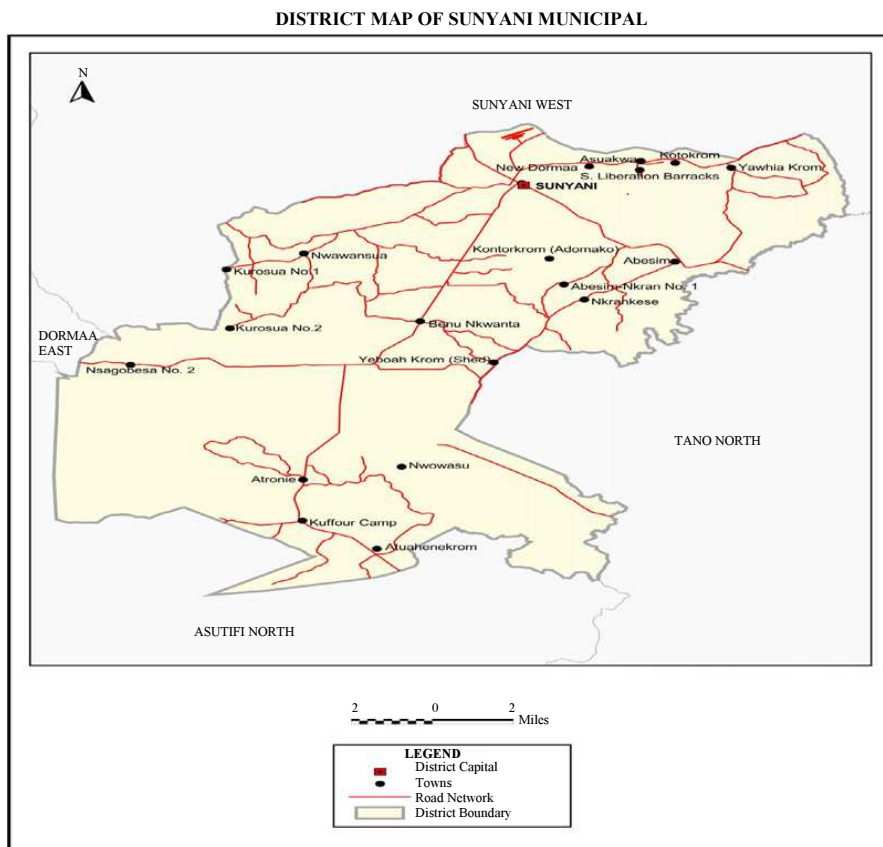 DISTRICT MAP OF SUNYANI MUNICIPAL
N
SUNYANI WEST
Kotokrom
Asuakwa
New Dormaa
Yawhia Krom
S. Liberation Barracks
SUNYANI
Kontorkrom (Adomako)
Nwawansua
Abesim
Kurosua No.1
Abesim-Nkran No. 1
Nkrankese
Benu Nkwanta
Kurosua No.2
DORMAA
EAST
Yeboah Krom (Shed)
Nsagobesa No. 2
TANO NORTH
Nwowasu
Atronie
Kuffour Camp
Atuahenekrom
ASUTIFI NORTH
2 0 2
Miles
LEGEND
District Capital
Towns
Road Network
District Boundary